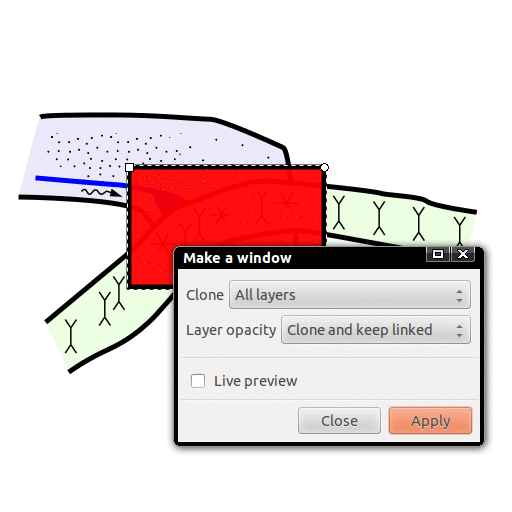 Make a window
Clone All layers
Layer opacity Clone and keep linked
Live preview
Close Apply